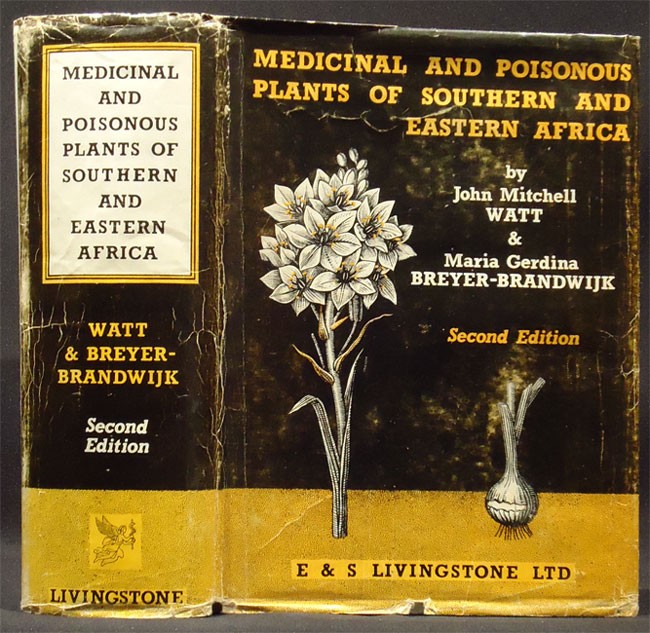 MEDICINAL
AND
POISONOUS
PLANTS OF
SOUTHERN
AND
EASTERN
AFRICA
WATT
& BREYER-
BRANDWIJK
Second
Edition
LIVINGSTONE
MEDICINAL AND POISONOUS
PLANTS OF SOUTHERN AND
EASTERN AFRICA
by
John Mitchell
WATT
&
Maria Gerdina
BREYER-BRANDWIJK
Second Edition
E & S LIVINGSTONE LTD